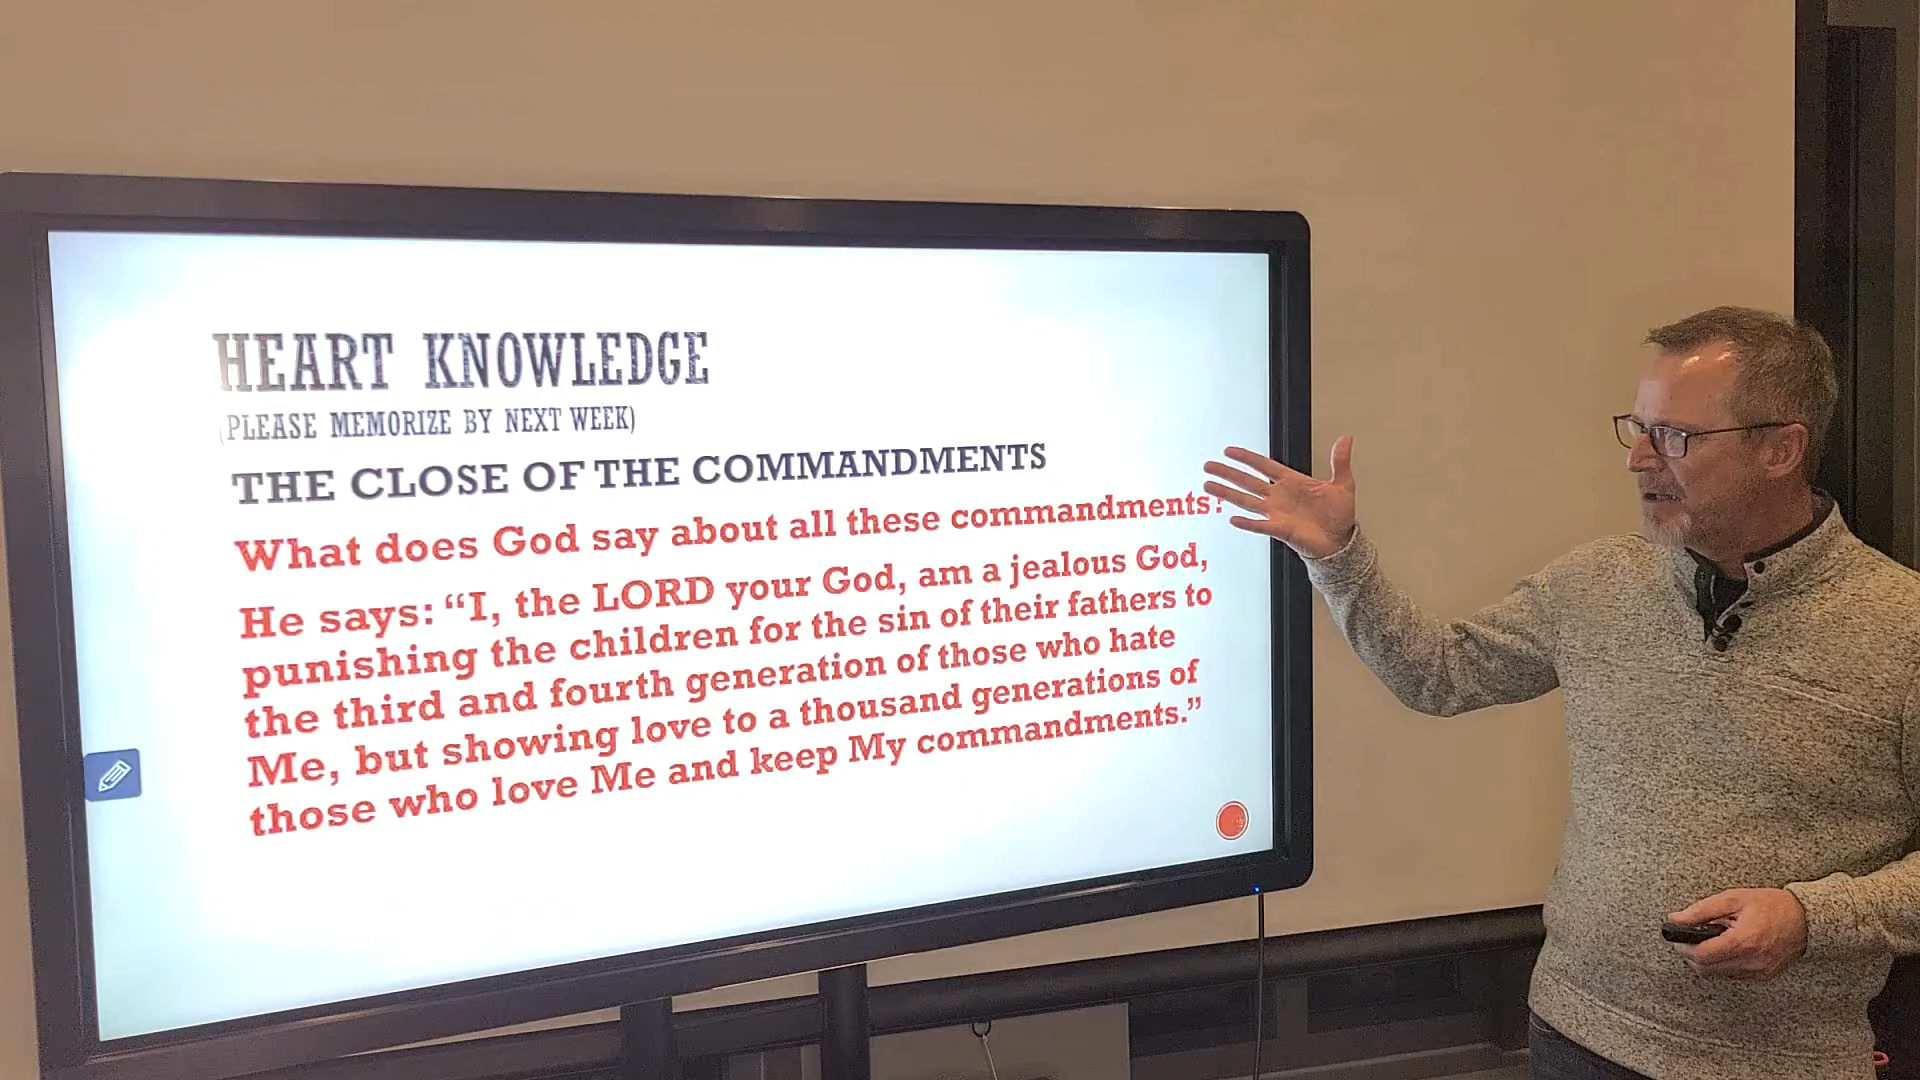 HEART KNOWLEDGE
(PLEASE MEMORIZE BY NEXT WEEK)
THE CLOSE OF THE COMMANDMENTS
What does God say about all these commandments?
He says: “I, the LORD your God, am a jealous God,
punishing the children for the sin of their fathers to
the third and fourth generation of those who hate
Me, but showing love to a thousand generations of
those who love Me and keep My commandments.”